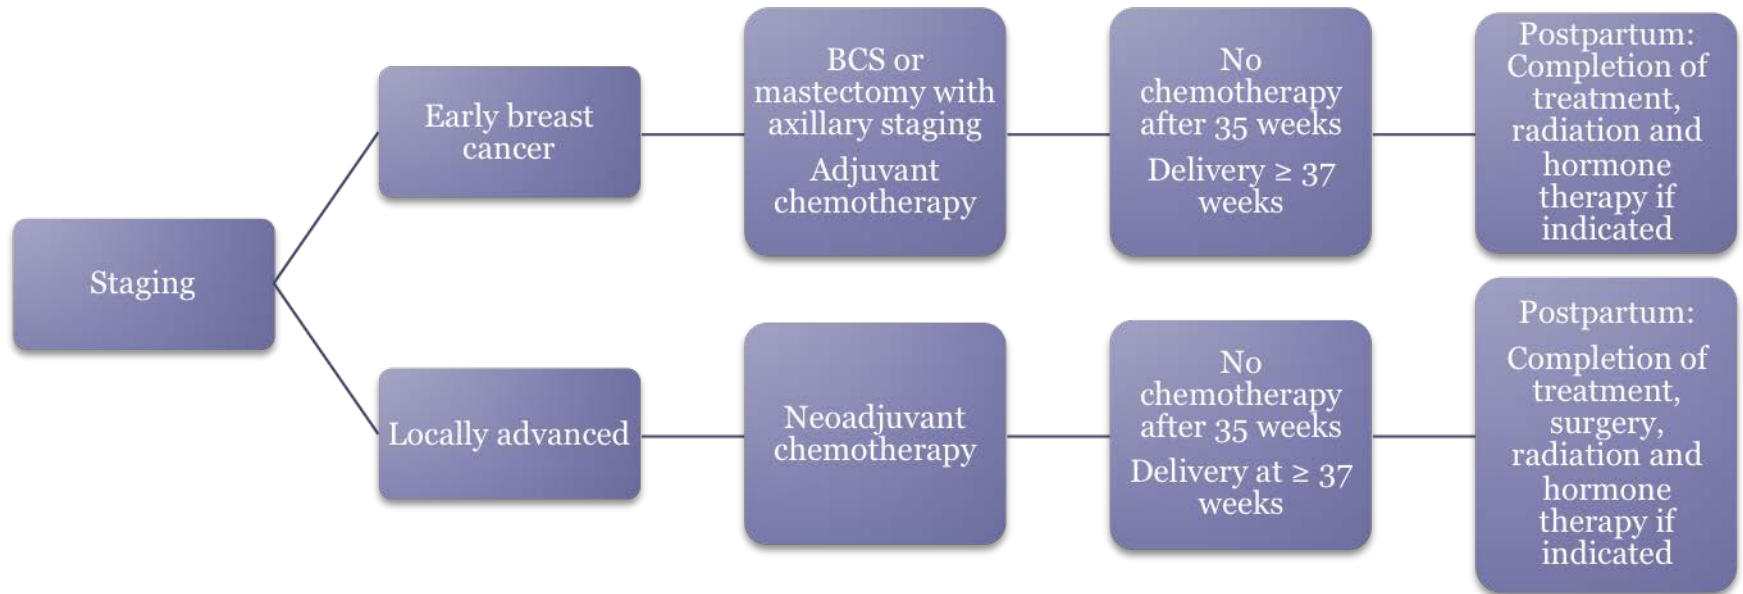 Staging
Early breast
cancer
BCS or
mastectomy with
axillary staging
Adjuvant
chemotherapy
No
chemotherapy
after 35 weeks
Delivery ≥ 37
weeks
Postpartum:
Completion of
treatment,
radiation and
hormone
therapy if
indicated
Locally advanced
Neoadjuvant
chemotherapy
No
chemotherapy
after 35 weeks
Delivery at ≥ 37
weeks
Postpartum:
Completion of
treatment,
surgery,
radiation and
hormone
therapy if
indicated